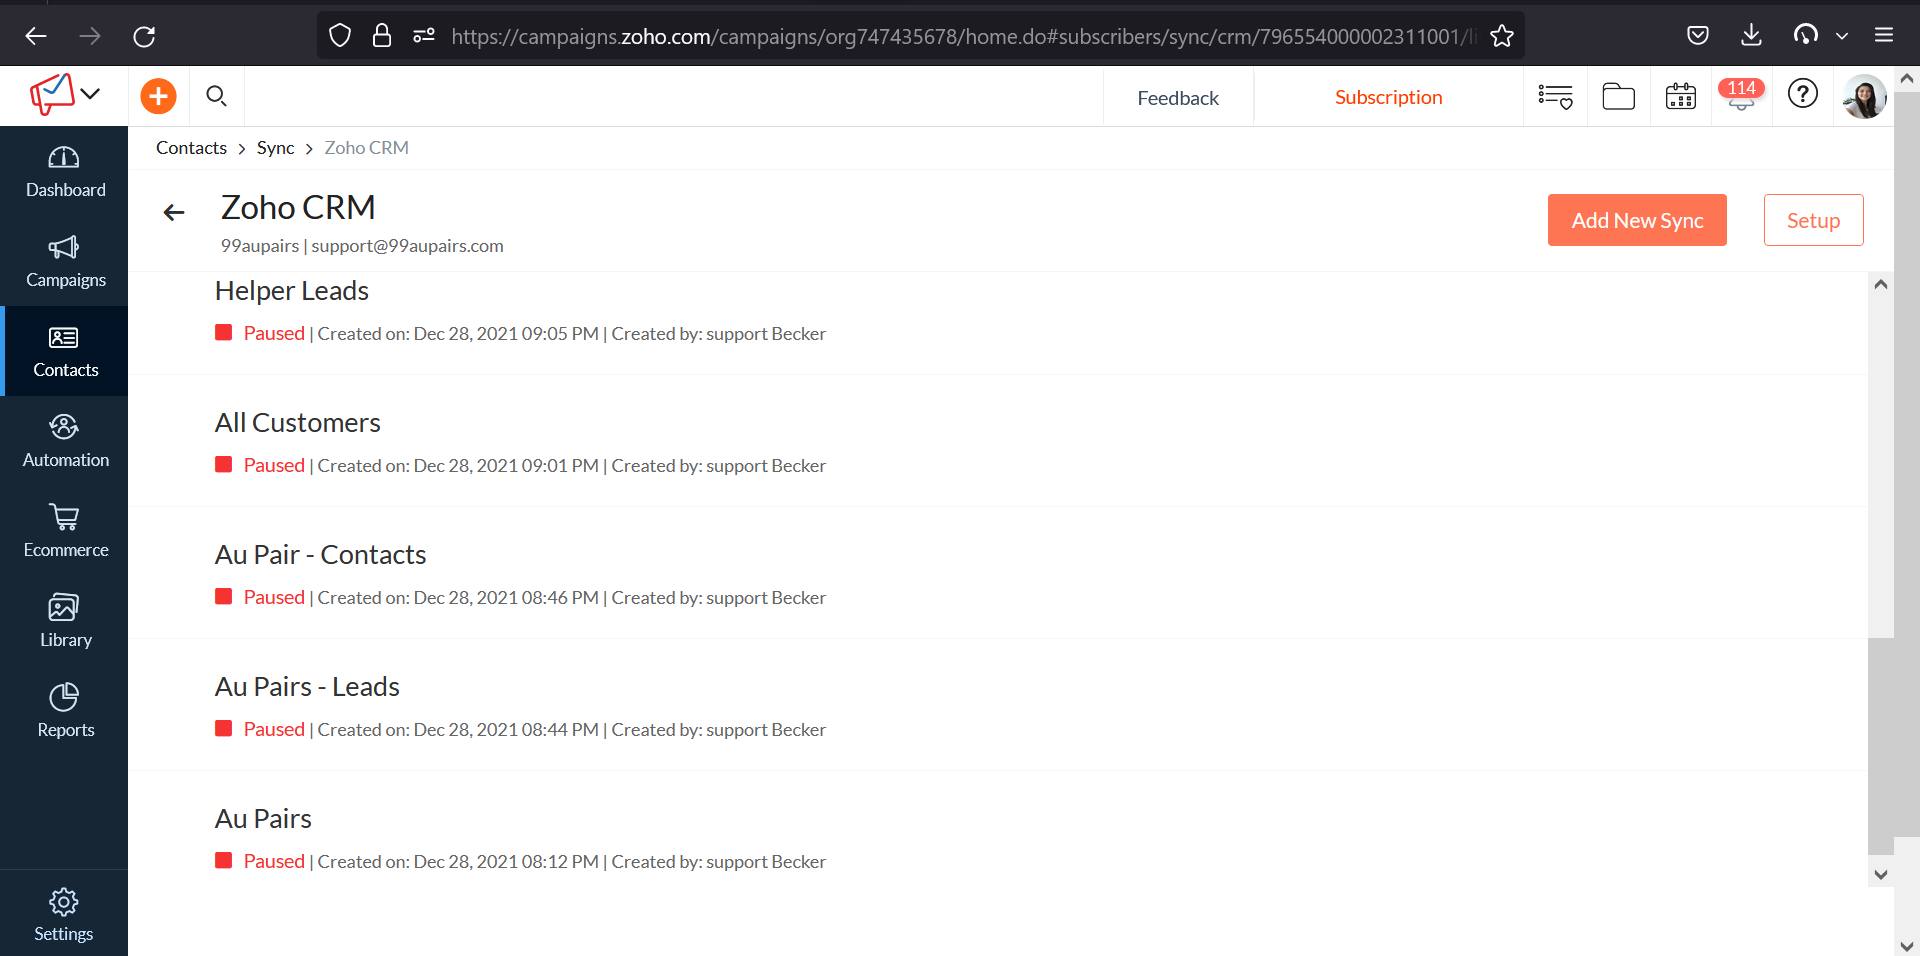 https://campaigns.zoho.com/campaigns/org747435678/home.do#subscribers/sync/crm/796554000002311001/li
Feedback
Subscription
114
Contacts > Sync > Zoho CRM
Dashboard
Campaigns
Contacts
Automation
Ecommerce
Library
Reports
Settings
Zoho CRM
99aupairs | support@99aupairs.com
Add New Sync
Setup
Helper Leads
Paused | Created on: Dec 28, 2021 09:05 PM | Created by: support Becker
All Customers
Paused | Created on: Dec 28, 2021 09:01 PM | Created by: support Becker
Au Pair - Contacts
Paused | Created on: Dec 28, 2021 08:46 PM | Created by: support Becker
Au Pairs - Leads
Paused | Created on: Dec 28, 2021 08:44 PM | Created by: support Becker
Au Pairs
Paused | Created on: Dec 28, 2021 08:12 PM | Created by: support Becker